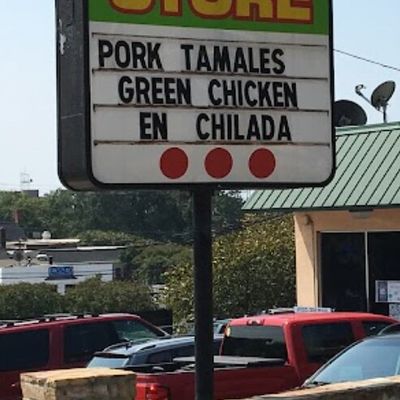 STORE
PORK TAMALES
GREEN CHICKEN
EN CHILADA